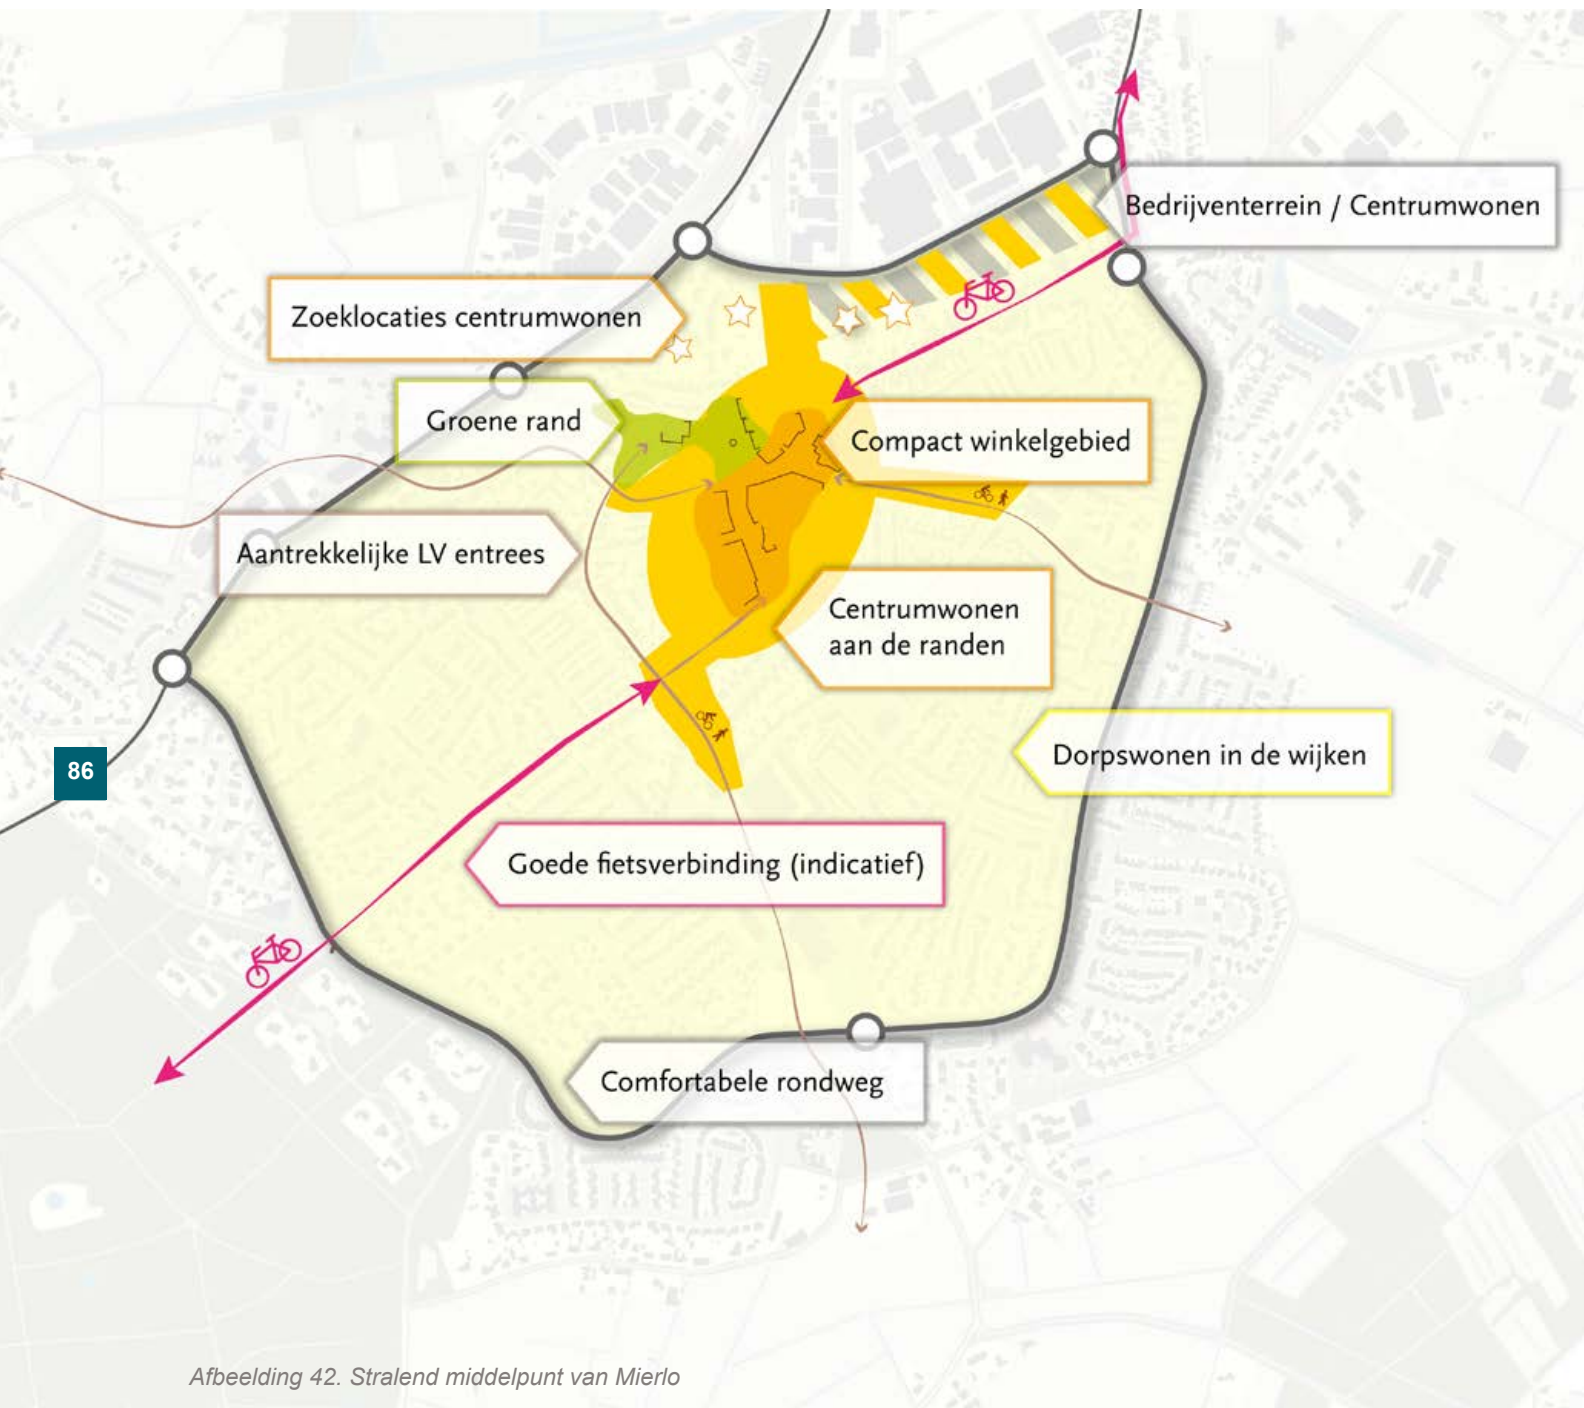 Bedrijventerrein / Centrumwonen
Zoeklocaties centrumwonen
Groene rand
Compact winkelgebied
Aantrekkelijke LV entrees
Centrumwonen
aan de randen
Dorpswonen in de wijken
86
Goede fietsverbinding (indicatief)
Comfortabele rondweg
Afbeelding 42. Stralend middelpunt van Mierlo